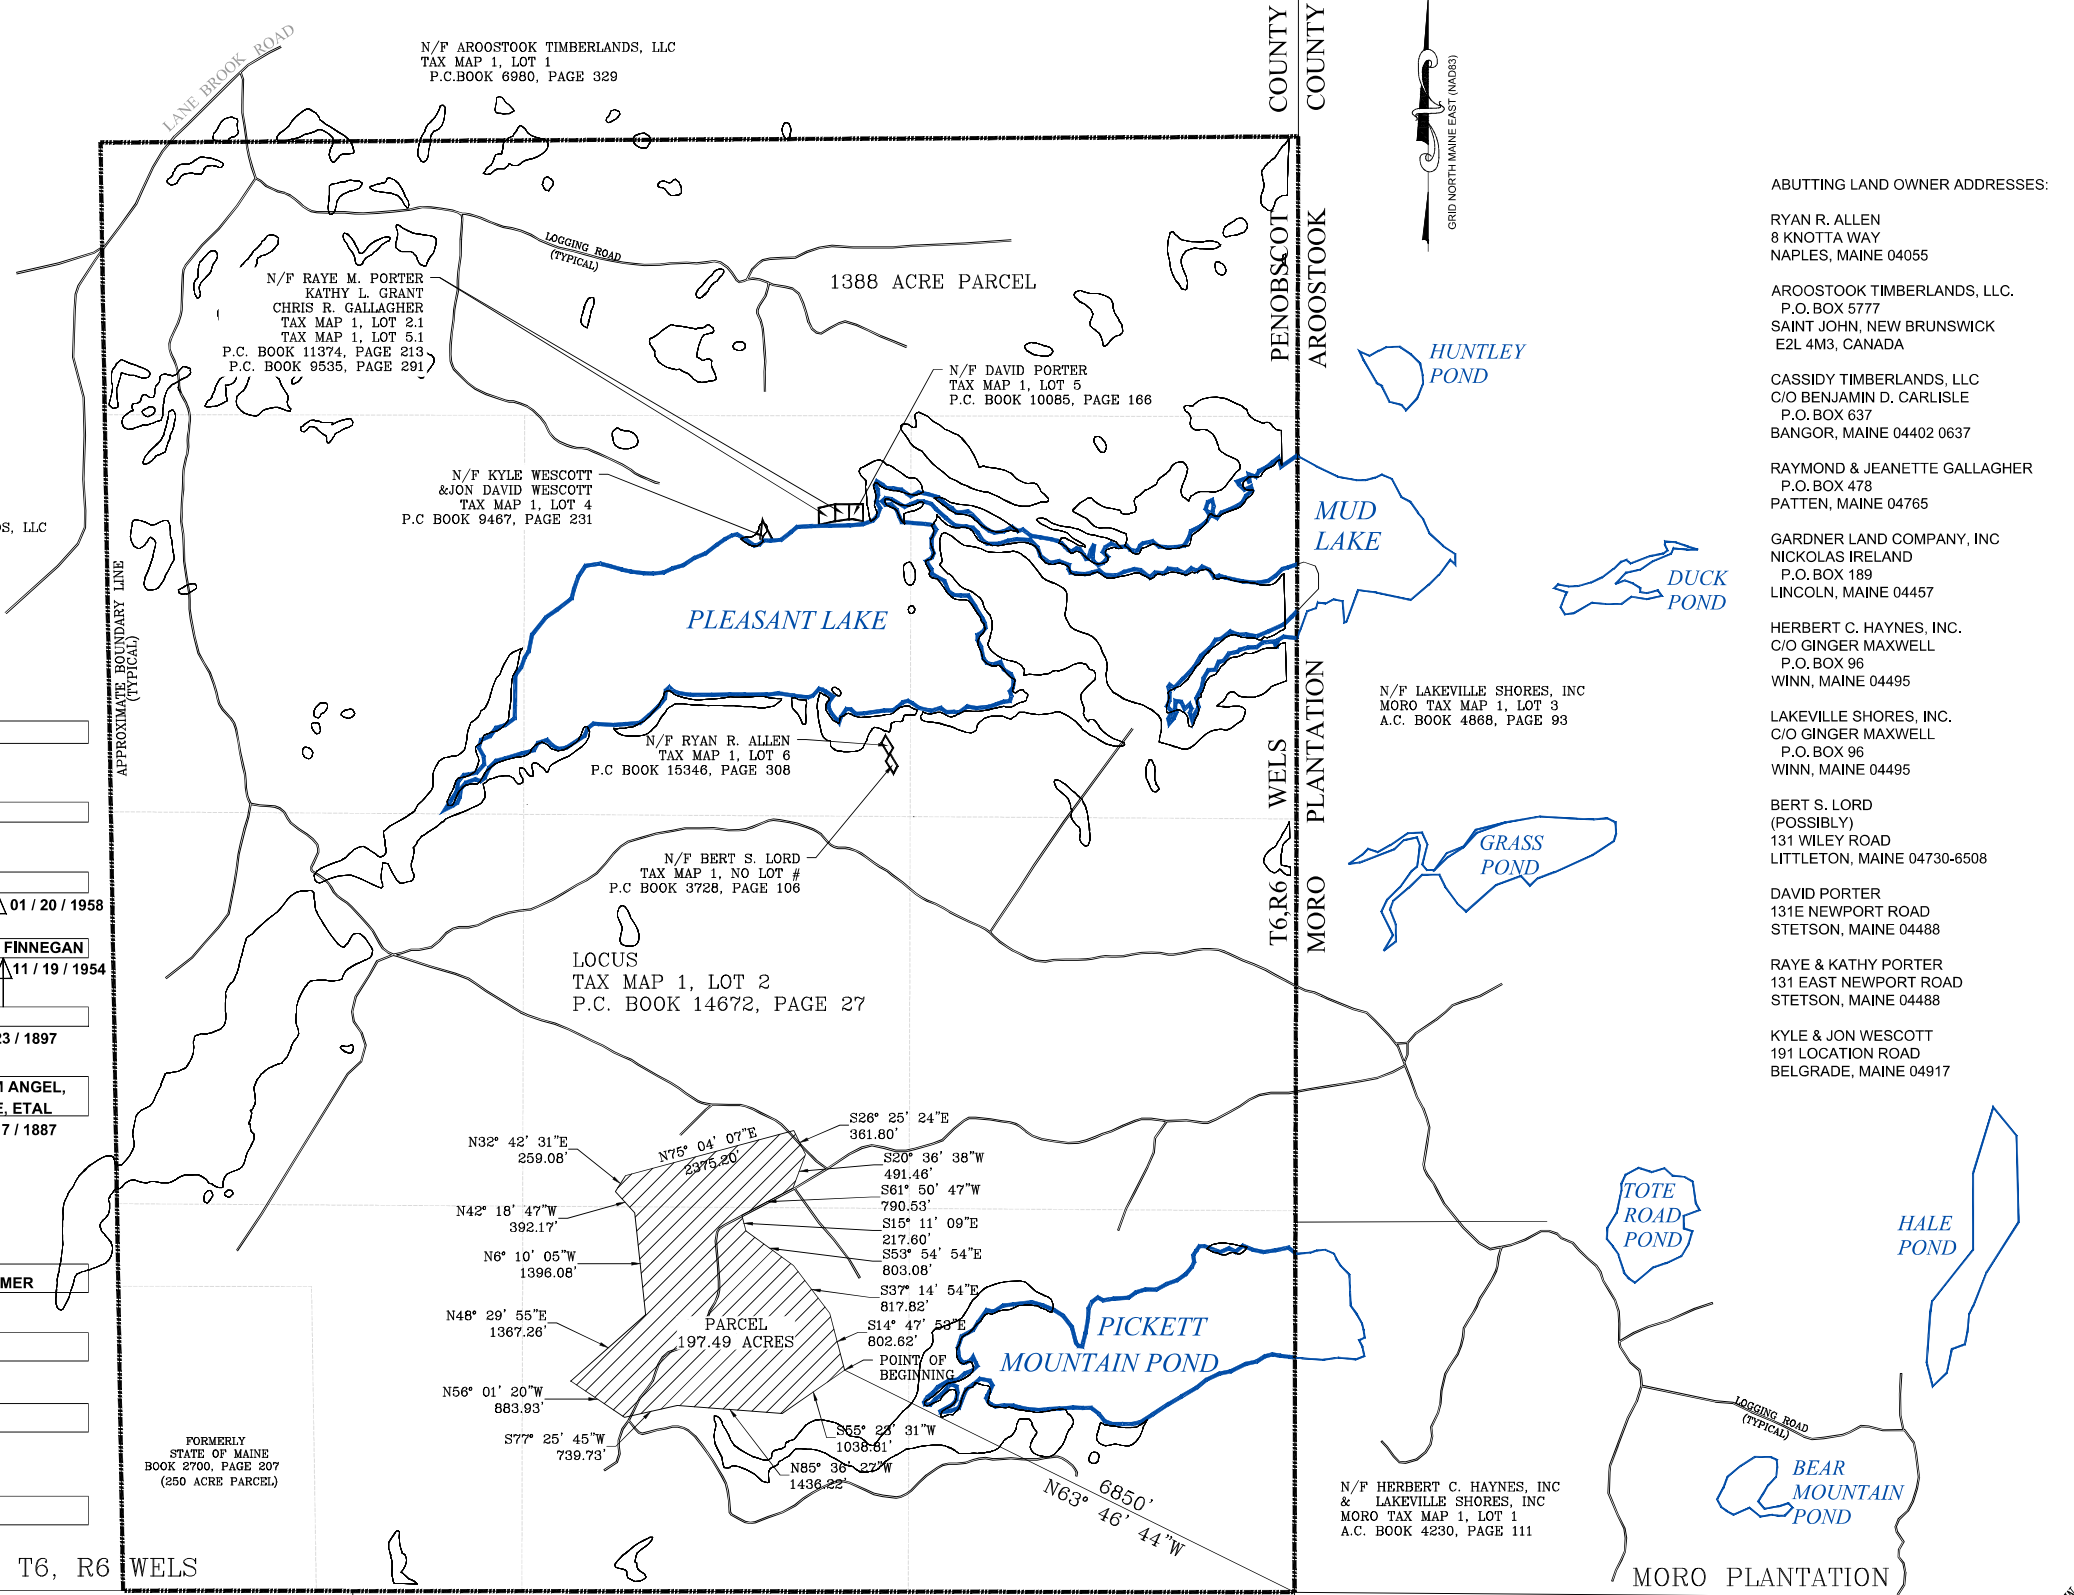 LANE BROOK ROAD
N/F AROOSTOOK TIMBERLANDS, LLC
TAX MAP 1, LOT 1
P.C.BOOK 6980, PAGE 329
PENOBSCOT COUNTY
AROOSTOOK COUNTY
GRID NORTH MAINE EAST (NAD83)
LOGGING ROAD
(TYPICAL)
1388 ACRE PARCEL
N/F RAYE M. PORTER
KATHY L. GRANT
CHRIS R. GALLAGHER
TAX MAP 1, LOT 2.1
TAX MAP 1, LOT 5.1
P.C. BOOK 11374, PAGE 213
P.C. BOOK 9535, PAGE 291
N/F DAVID PORTER
TAX MAP 1, LOT 5
P.C. BOOK 10085, PAGE 166
N/F KYLE WESCOTT
&JON DAVID WESCOTT
TAX MAP 1, LOT 4
P.C BOOK 9467, PAGE 231
S, LLC
APPROXIMATE BOUNDARY LINE
(TYPICAL)
PLEASANT LAKE
MUD
LAKE
HUNTLEY
POND
DUCK
POND
N/F RYAN R. ALLEN
TAX MAP 1, LOT 6
P.C BOOK 15346, PAGE 308
N/F LAKEVILLE SHORES, INC
MORO TAX MAP 1, LOT 3
A.C. BOOK 4868, PAGE 93
T6,R6 WELS
MORO PLANTATION
GRASS
POND
N/F BERT S. LORD
TAX MAP 1, NO LOT #
P.C BOOK 3728, PAGE 106
LOCUS
TAX MAP 1, LOT 2
P.C. BOOK 14672, PAGE 27
01 / 20 / 1958
FINNEGAN
11 / 19 / 1954
23 / 1897
ANGEL,
, ETAL
7 / 1887
MER
N32° 42' 31"E
259.08'
N75° 04' 07"E
2375.20'
S26° 25' 24"E
361.80'
S20° 36' 38"W
491.46'
S61° 50' 47"W
790.53'
N42° 18' 47"W
392.17'
S15° 11' 09"E
217.60'
N6° 10' 05"W
1396.08'
S53° 54' 54"E
803.08'
S37° 14' 54"E
817.82'
N48° 29' 55"E
1367.26'
S14° 47' 53"E
802.62'
PARCEL
197.49 ACRES
POINT OF
BEGINNING
N56° 01' 20"W
883.93'
S77° 25' 45"W
739.73'
S55° 23' 31"W
1038.81'
N85° 36' 27"W
1436.22'
6850'
N63° 46' 44"W
PICKETT
MOUNTAIN POND
FORMERLY
STATE OF MAINE
BOOK 2700, PAGE 207
(250 ACRE PARCEL)
T6, R6 WELS
N/F HERBERT C. HAYNES, INC
& LAKEVILLE SHORES, INC
MORO TAX MAP 1, LOT 1
A.C. BOOK 4230, PAGE 111
MORO PLANTATION
TOTE
ROAD
POND
HALE
POND
LOGGING ROAD
(TYPICAL)
BEAR
MOUNTAIN
POND
ABUTTING LAND OWNER ADDRESSES:
RYAN R. ALLEN
8 KNOTTA WAY
NAPLES, MAINE 04055
AROOSTOOK TIMBERLANDS, LLC.
P.O. BOX 5777
SAINT JOHN, NEW BRUNSWICK
E2L 4M3, CANADA
CASSIDY TIMBERLANDS, LLC
C/O BENJAMIN D. CARLISLE
P.O. BOX 637
BANGOR, MAINE 04402 0637
RAYMOND & JEANETTE GALLAGHER
P.O. BOX 478
PATTEN, MAINE 04765
GARDNER LAND COMPANY, INC
NICKOLAS IRELAND
P.O. BOX 189
LINCOLN, MAINE 04457
HERBERT C. HAYNES, INC.
C/O GINGER MAXWELL
P.O. BOX 96
WINN, MAINE 04495
LAKEVILLE SHORES, INC.
C/O GINGER MAXWELL
P.O. BOX 96
WINN, MAINE 04495
BERT S. LORD
(POSSIBLY)
131 WILEY ROAD
LITTLETON, MAINE 04730-6508
DAVID PORTER
131E NEWPORT ROAD
STETSON, MAINE 04488
RAYE & KATHY PORTER
131 EAST NEWPORT ROAD
STETSON, MAINE 04488
KYLE & JON WESCOTT
191 LOCATION ROAD
BELGRADE, MAINE 04917